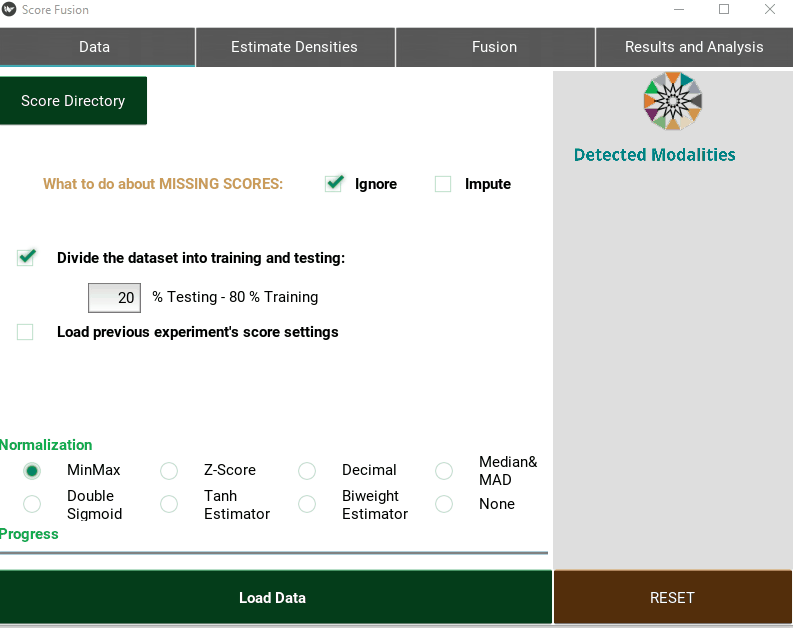 Score Fusion
Data
Estimate Densities
Fusion
Results and Analysis
Score Directory
Detected Modalities
What to do about MISSING SCORES:
Ignore
Impute
Divide the dataset into training and testing:
20
% Testing - 80 % Training
Load previous experiment's score settings
Normalization
MinMax
Z-Score
Decimal
Median&
MAD
Double
Sigmoid
Tanh
Estimator
Biweight
Estimator
None
Progress
Load Data
RESET